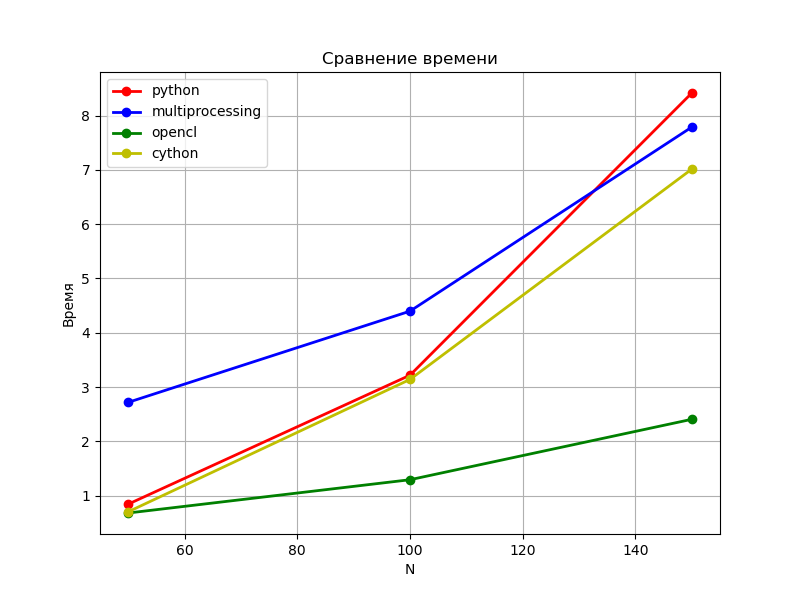 Сравнение времени
python
multiprocessing
opencl
cython
8
7
6
5
4
3
2
1
Время
60
80
100
120
140
N